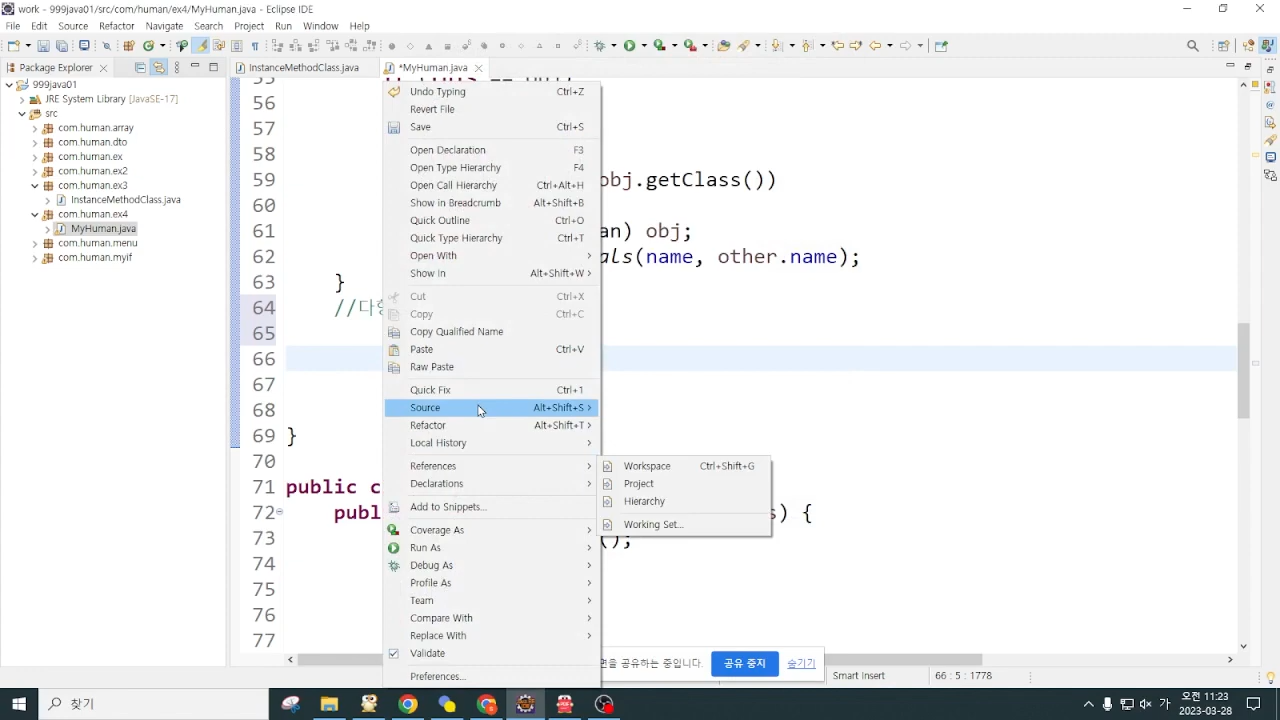 work - 999java01/src/com/human/ex4/MyHuman.java - Eclipse IDE
File Edit Source Refactor Navigate Search Project Run Window Help
Package Explorer
InstanceMethodClass.java
*MyHuman.java
999java01
JRE System Library [JavaSE-17]
src
com.human.array
com.human.dto
com.human.ex
com.human.ex2
com.human.ex3
InstanceMethodClass.java
com.human.ex4
MyHuman.java
com.human.menu
com.human.myif
Undo Typing Ctrl+Z
Revert File
Save Ctrl+S
Open Declaration F3
Open Type Hierarchy F4
Open Call Hierarchy Ctrl+Alt+H
Show in Breadcrumb Alt+Shift+B
Quick Outline Ctrl+O
Quick Type Hierarchy Ctrl+T
Open With
Show In Alt+Shift+W
Cut Ctrl+X
Copy Ctrl+C
Copy Qualified Name
Paste Ctrl+V
Raw Paste
Quick Fix Ctrl+1
Source Alt+Shift+S
Refactor Alt+Shift+T
Local History
References
Declarations
Add to Snippets...
Coverage As
Run As
Debug As
Profile As
Team
Compare With
Replace With
Validate
Preferences...
Workspace Ctrl+Shift+G
Project
Hierarchy
Working Set...
55
56
57
58
59 obj.getClass())
60
61 an) obj;
62 als(name, other.name);
63 }
64 //다
65
66
67
68
69 }
70
71 public c
72 publ s) {
73 ();
74
75
76
77
면을 공유하는 중입니다. 공유 중지 숨기기
Smart Insert 66 : 5 : 1778
찾기
가
오전 11:23
2023-03-28